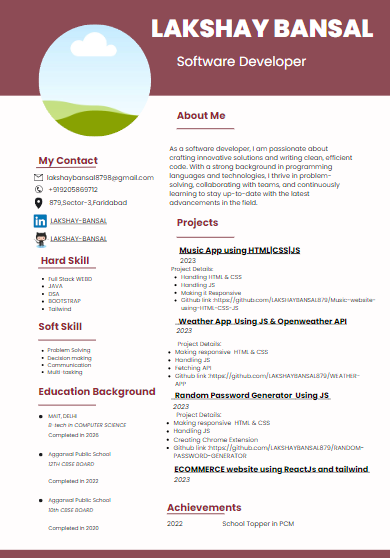 LAKSHAY BANSAL
Software Developer
My Contact
lakshaybansal8798@gmail.com
+919205869712
879,Sector-3,Faridabad
LAKSHAY-BANSAL
LAKSHAY-BANSAL
Hard Skill
Full Stack WEBD
JAVA
DSA
BOOTSTRAP
Tailwind
Soft Skill
Problem Solving
Decision making
Communication
Multi- tasking
Education Background
MAIT, DELHI
B-tech in COMPUTER SCIENCE
Completed in 2026
Aggarwal Public School
12TH CBSE BOARD
Completed in 2022
Aggarwal Public School
10th CBSE BOARD
Completed in 2020
About Me
As a software developer, I am passionate about
crafting innovative solutions and writing clean, efficient
code. With a strong background in programming
languages and technologies, I thrive in problem-
solving, collaborating with teams, and continuously
learning to stay up-to-date with the latest
advancements in the field.
Projects
Music App using HTML|CSS|JS
2023
Project Details:
Handling HTML & CSS
Handling JS
Making it Responsive
Github link :https://github.com/LAKSHAYBANSAL879/Music-website-
using-HTML-CSS-JS
Weather App Using JS & Openweather API
Project Details:
Making responsive HTML & CSS
Handling JS
Fetching API
Github link :https://github.com/LAKSHAYBANSAL879/WEATHER-
APP
Random Password Generator Using JS
2023
Project Details:
Making responsive HTML & CSS
Handling JS
Creating Chrome Extension
Github link :https://github.com/LAKSHAYBANSAL879/RANDOM-
PASSWORD-GENERATOR
ECOMMERCE website using ReactJs and tailwind
2023
Achievements
2022 School Topper in PCM